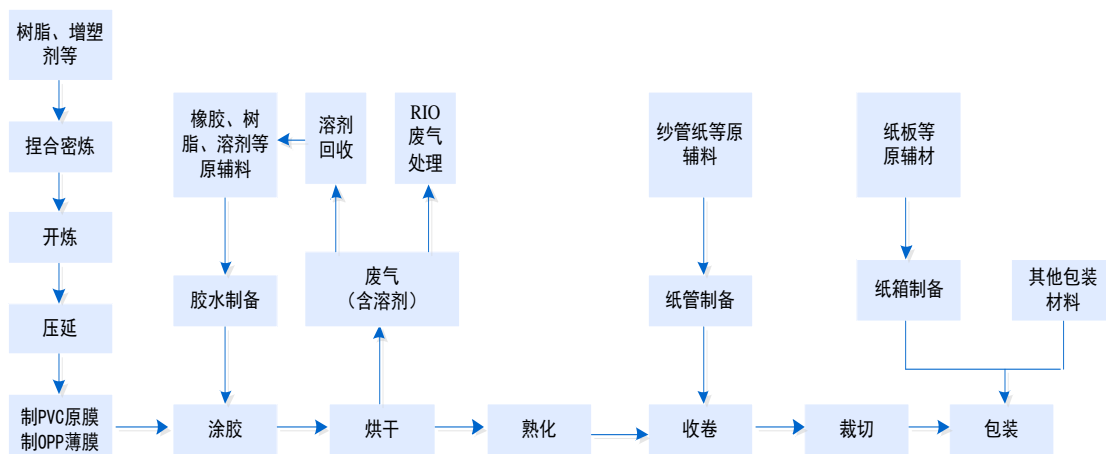 树脂、增塑
剂等
捏合密炼
开炼
压延
制PVC原膜
制OPP薄膜
橡胶、树
脂、溶剂等
原辅料
胶水制备
涂胶
溶剂
回收
RIO
废气
处理
废气
（含溶剂）
烘干
熟化
纱管纸等原
辅料
纸管制备
收卷
裁切
纸板等
原辅材
纸箱制备
其他包装
材料
包装